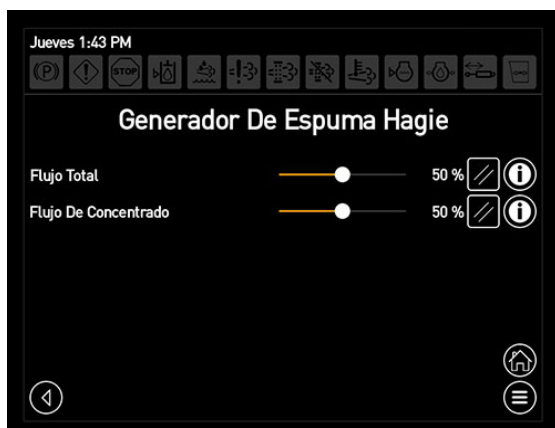 Jueves 1:43 PM
(P) STOP
Generador De Espuma Hagie
Flujo Total 50 %
Flujo De Concentrado 50 %